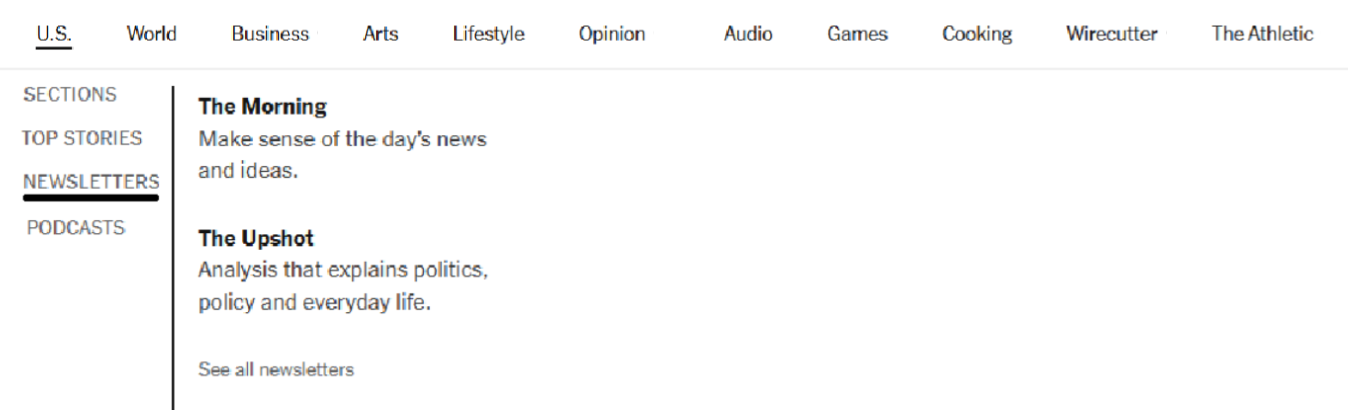 U.S. World Business Arts Lifestyle Opinion Audio Games Cooking Wirecutter The Athletic
SECTIONS
TOP STORIES
NEWSLETTERS
PODCASTS
The Morning
Make sense of the day's news
and ideas.
The Upshot
Analysis that explains politics,
policy and everyday life.
See all newsletters